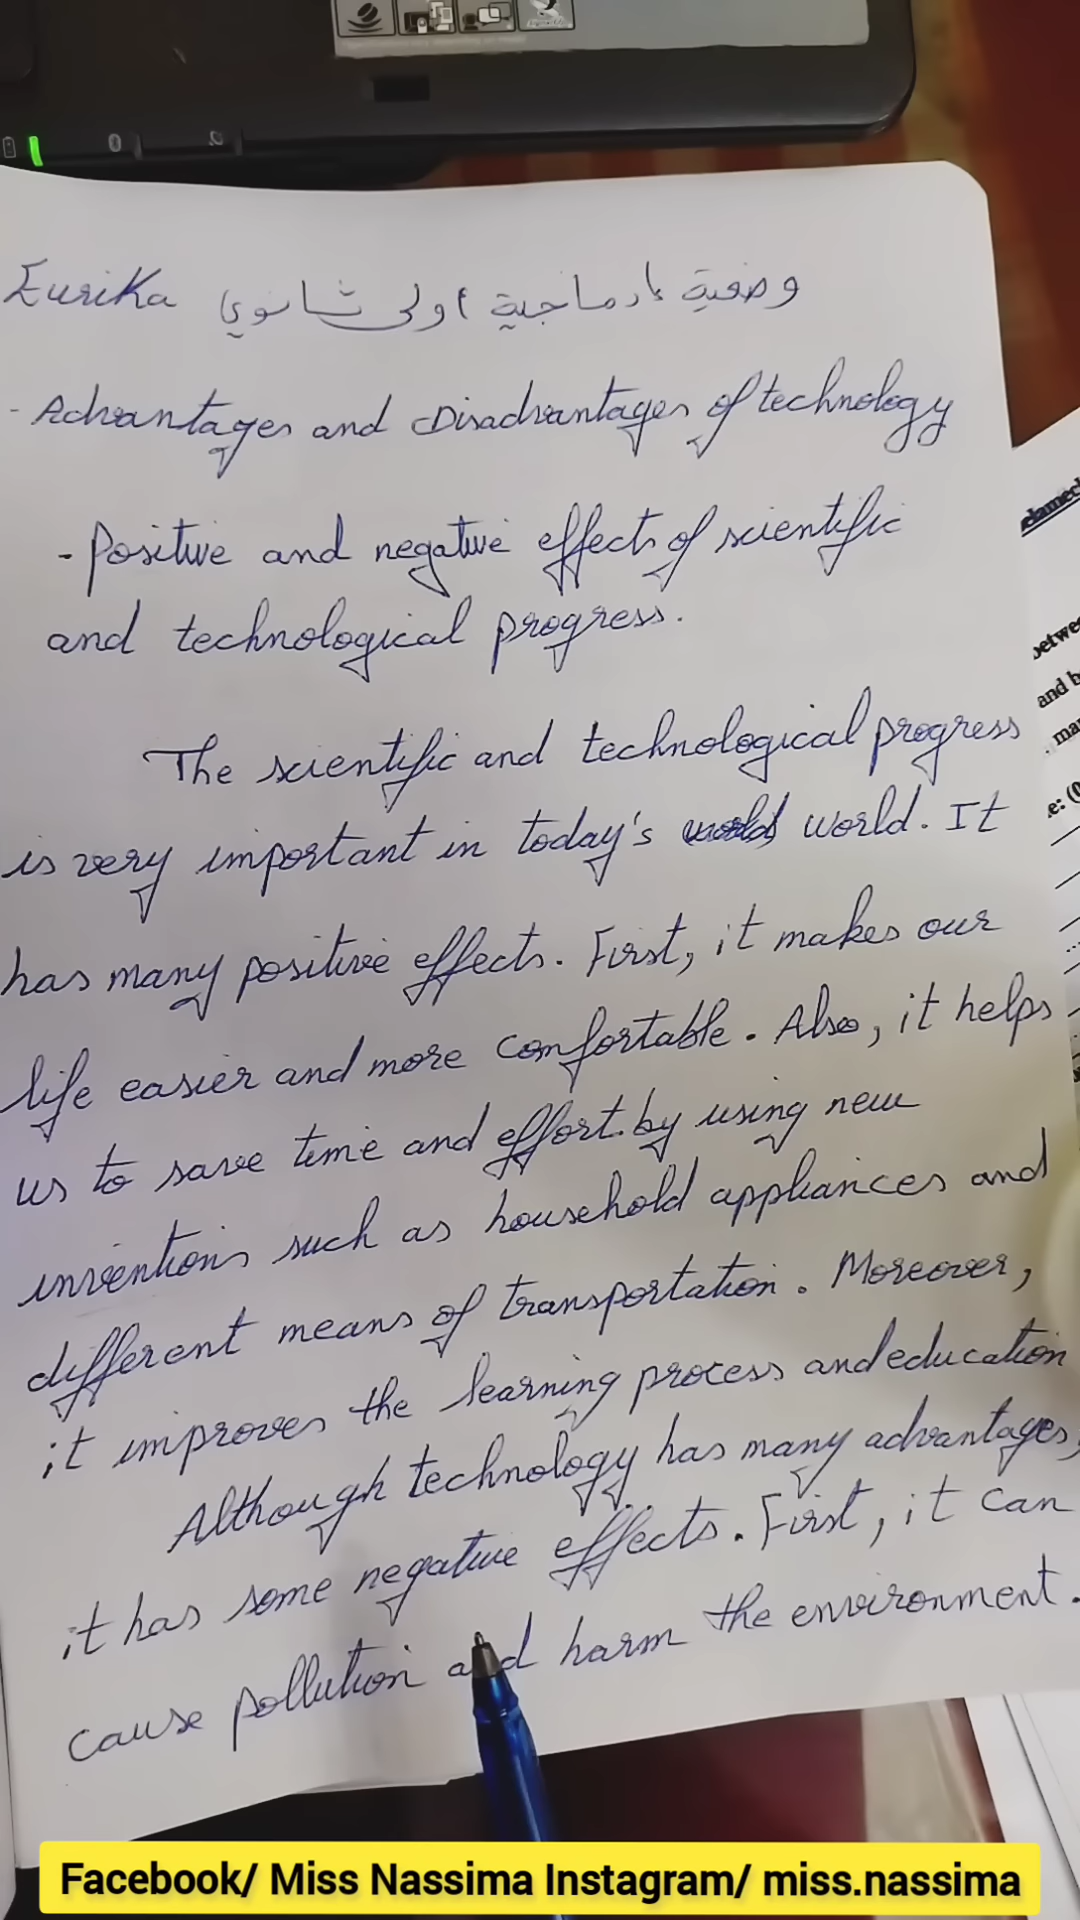 Eurika وضعية إدماجية أولى ثانوي
- Advantages and Disadvantages of technology
- Positive and negative effects of scientific
and technological progress.
The scientific and technological progress
is very important in today's world. It
has many positive effects. First, it makes our
life easier and more comfortable. Also, it helps
us to save time and effort by using new
inventions such as household appliances and
different means of transportation. Moreover,
it improves the learning process and education
Although technology has many advantages,
it has some negative effects. First, it can
cause pollution and harm the environment.
and b
Facebook/ Miss Nassima Instagram/ miss.nassima